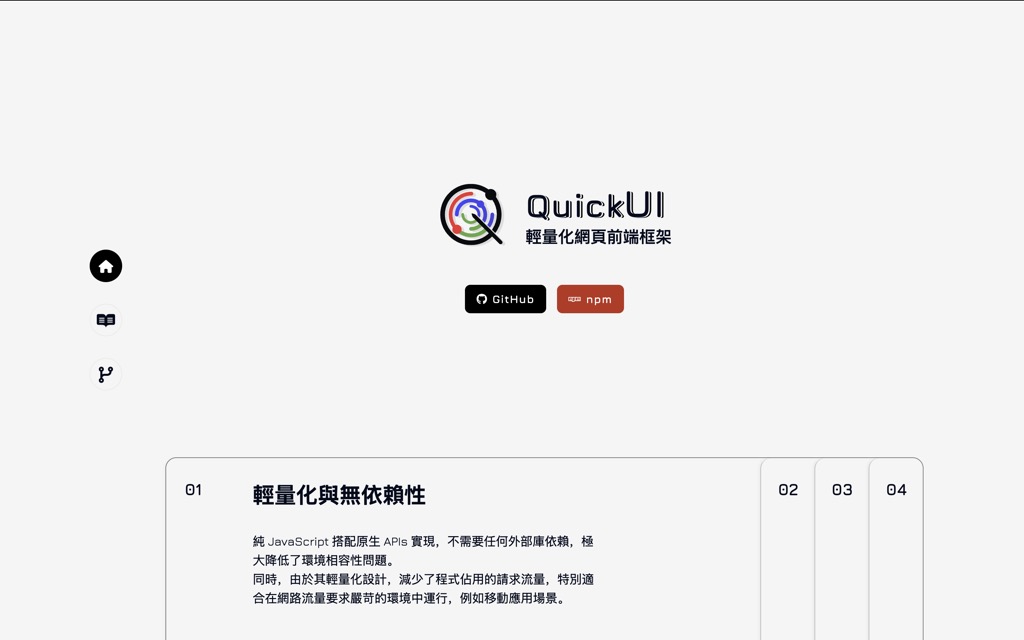 QuickUI
輕量化網頁前端框架
GitHub
npm
01
輕量化與無依賴性
純 JavaScript 搭配原生 APIs 實現，不需要任何外部庫依賴，極
大降低了環境相容性問題。
同時，由於其輕量化設計，減少了程式佔用的請求流量，特別適
合在網路流量要求嚴苛的環境中運行，例如移動應用場景。
02
03
04